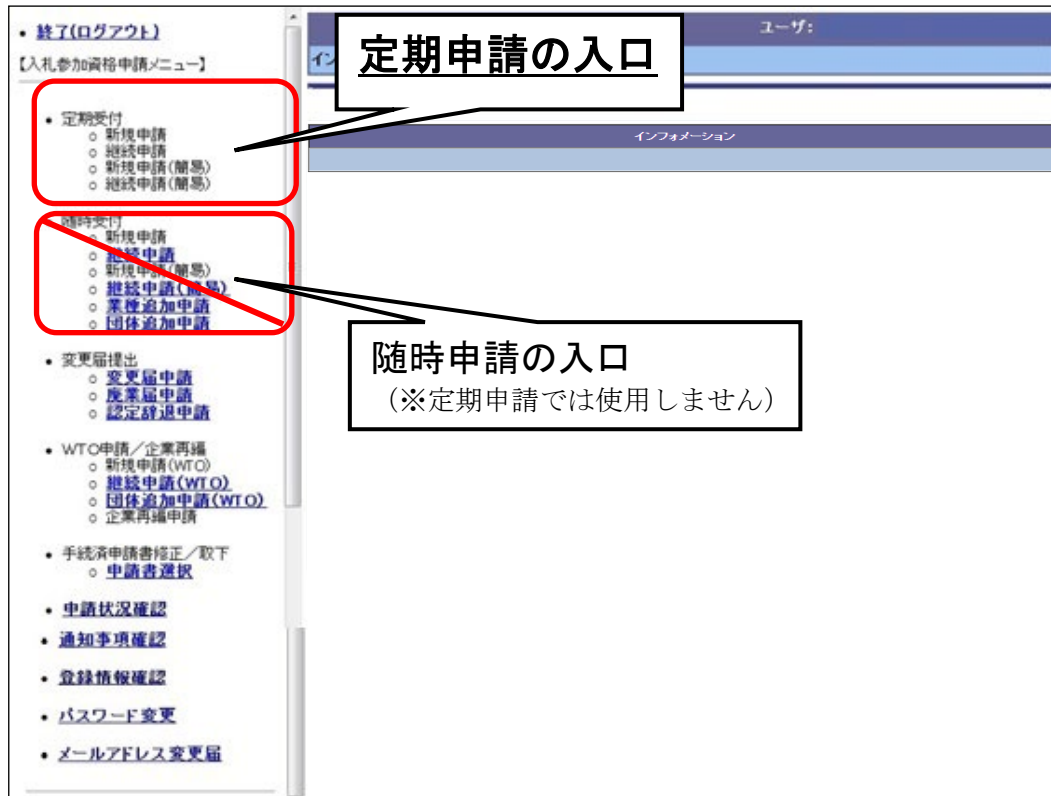 終了(ログアウト)
【入札参加資格申請メニュー】
定期受付
新規申請
継続申請
新規申請(簡易)
継続申請(簡易)
随時受付
新規申請
継続申請
新規申請(簡易)
継続申請(簡易)
業種追加申請
団体追加申請
変更届提出
変更届申請
廃業届申請
認定辞退申請
WTO申請／企業再編
新規申請(WTO)
継続申請(WTO)
団体追加申請(WTO)
企業再編申請
手続済申請書修正／取下
申請書選択
申請状況確認
通知事項確認
登録情報確認
パスワード変更
メールアドレス変更届
ユーザ:
定期申請の入口
インフォメーション
随時申請の入口
（※定期申請では使用しません）